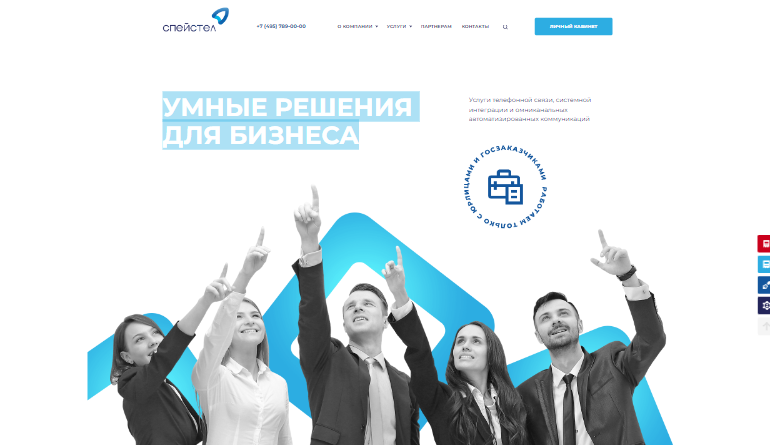 СПЕЙСТЕЛ
+7 (495) 789-00-00
О КОМПАНИИ
УСЛУГИ
ПАРТНЕРАМ
КОНТАКТЫ
ЛИЧНЫЙ КАБИНЕТ
УМНЫЕ РЕШЕНИЯ
ДЛЯ БИЗНЕСА
Услуги телефонной связи, системной
интеграции и омниканальных
автоматизированных коммуникаций
РАБОТАЕМ ТОЛЬКО С ЮРЛИЦАМИ И ГОСЗАКАЗЧИКАМИ